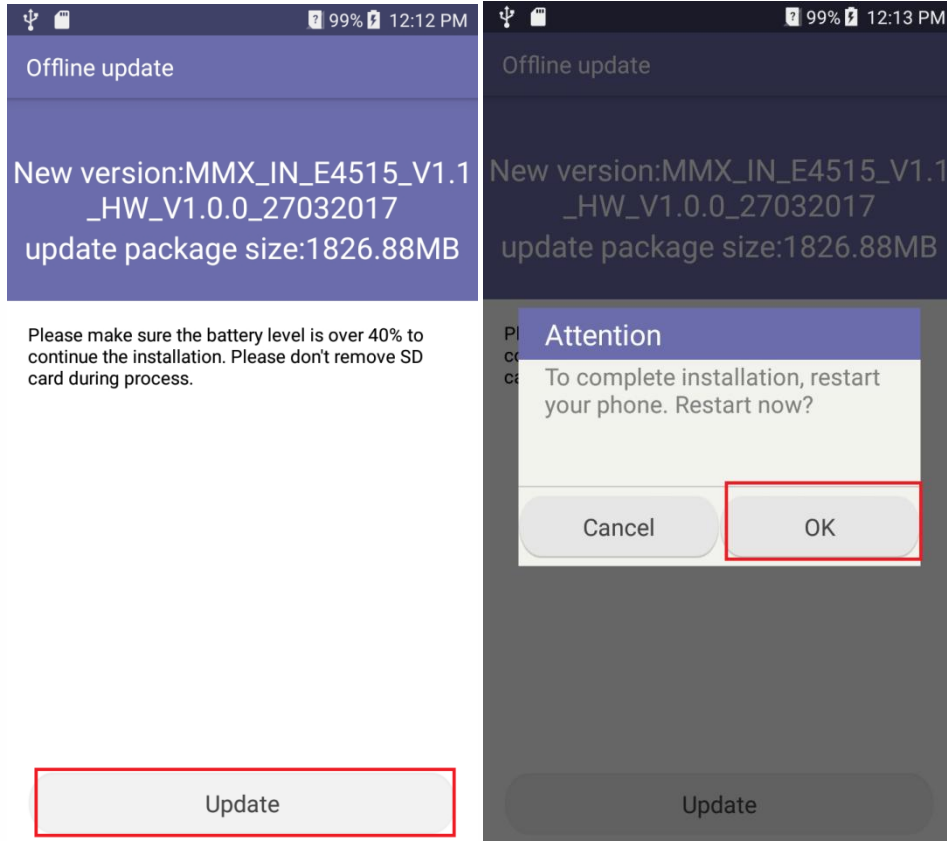 99% 12:12 PM
Offline update
New version:MMX_IN_E4515_V1.1
_HW_V1.0.0_27032017
update package size:1826.88MB
Please make sure the battery level is over 40% to
continue the installation. Please don't remove SD
card during process.
Update
99% 12:13 PM
Offline update
New version:MMX_IN_E4515_V1.1
_HW_V1.0.0_27032017
update package size:1826.88MB
Pl
co
ca
Attention
To complete installation, restart
your phone. Restart now?
Cancel OK
Update